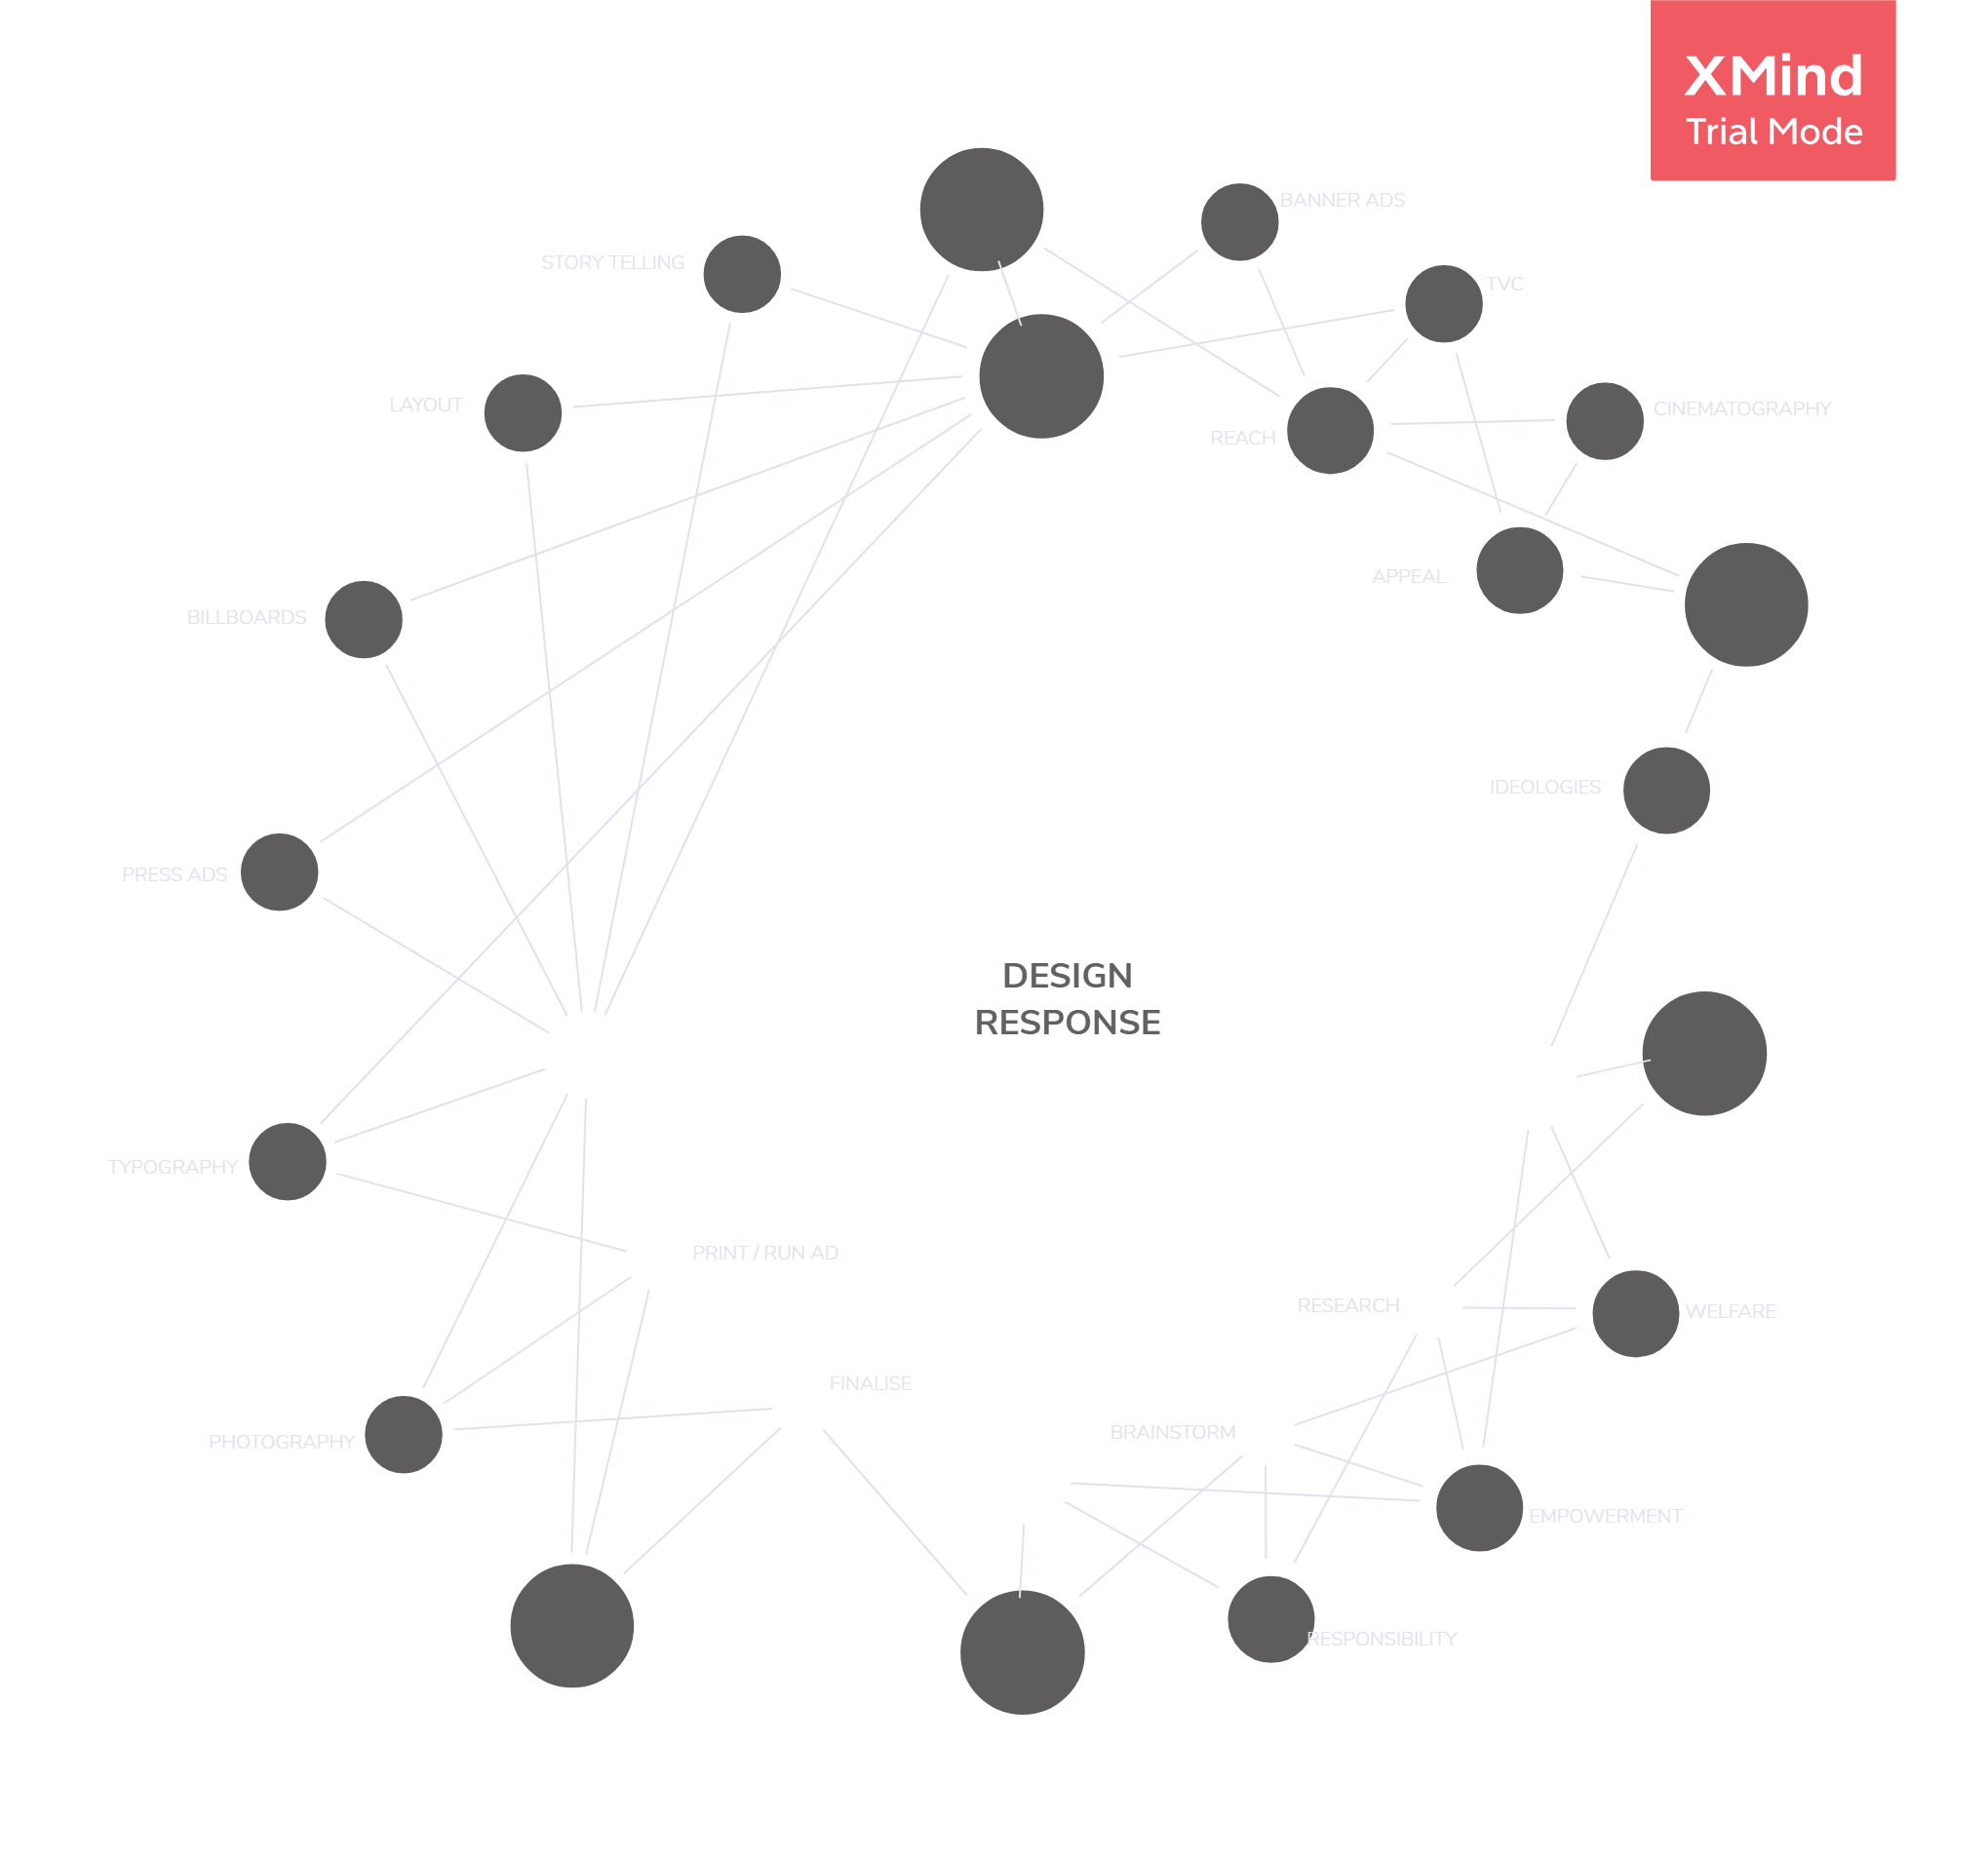 XMind
Trial Mode
BANNER ADS
STORY TELLING
TVC
LAYOUT
CINEMATOGRAPHY
REACH
APPEAL
BILLBOARDS
IDEOLOGIES
PRESS ADS
DESIGN
RESPONSE
TYPOGRAPHY
PRINT / RUN AD
RESEARCH
WELFARE
FINALISE
BRAINSTORM
PHOTOGRAPHY
EMPOWERMENT
RESPONSIBILITY